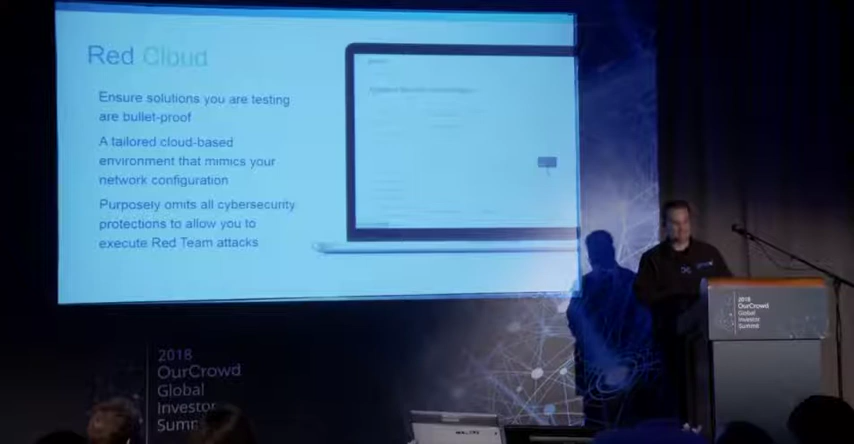 Red Cloud
Ensure solutions you are testing
are bullet-proof
A tailored cloud-based
environment that mimics your
network configuration
Purposely omits all cybersecurity
protections to allow you to
execute Red Team attacks
2018
OurCrowd
Global
Investor
Summit
2018
OurCrowd
Global
Investor
Sum